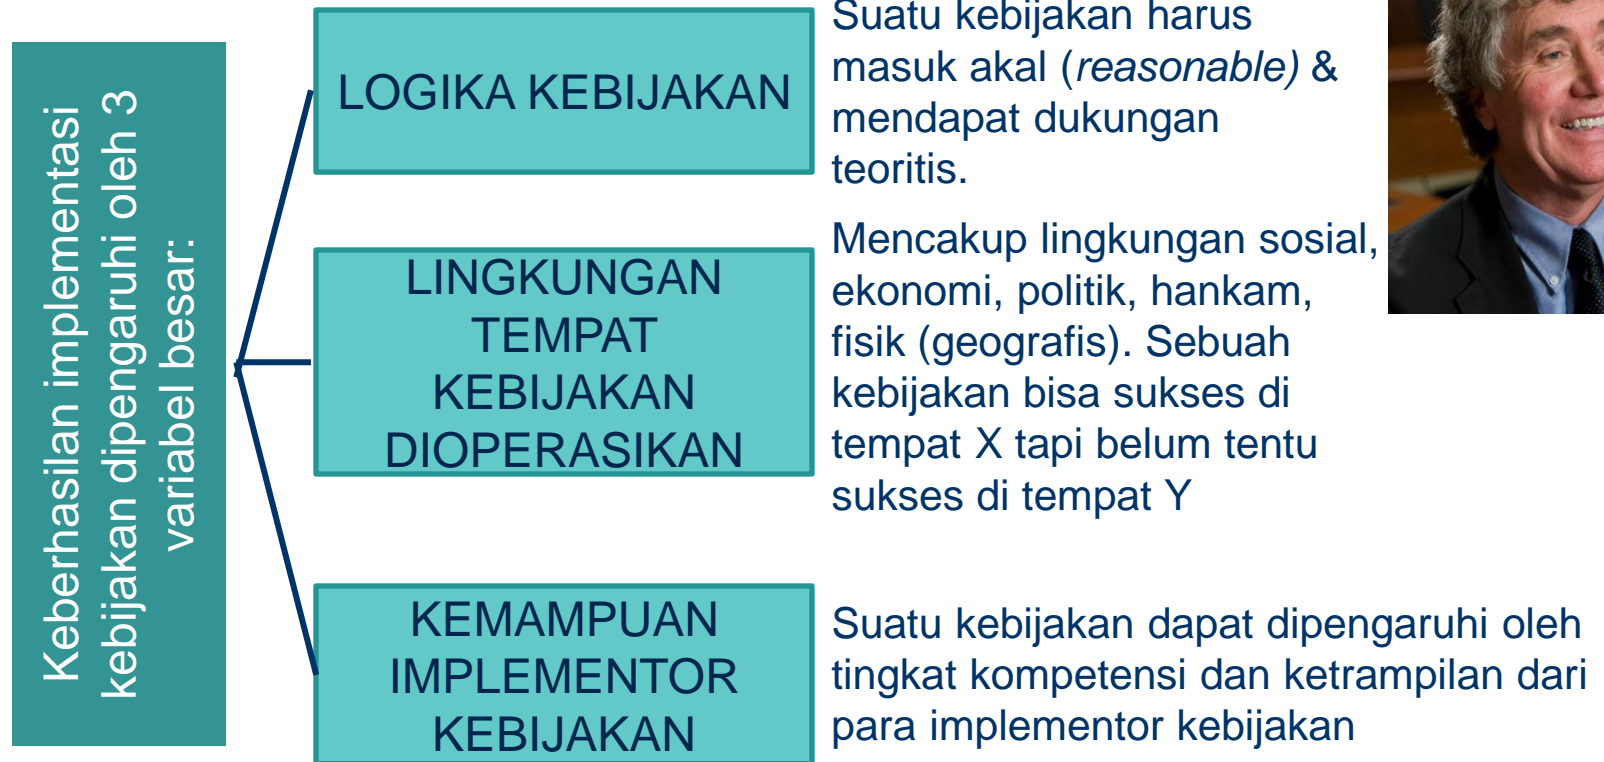 Keberhasilan implementasi
kebijakan dipengaruhi oleh 3
variabel besar:
LOGIKA KEBIJAKAN
Suatu kebijakan harus
masuk akal (reasonable) &
mendapat dukungan
teoritis.
LINGKUNGAN
TEMPAT
KEBIJAKAN
DIOPERASIKAN
Mencakup lingkungan sosial,
ekonomi, politik, hankam,
fisik (geografis). Sebuah
kebijakan bisa sukses di
tempat X tapi belum tentu
sukses di tempat Y
KEMAMPUAN
IMPLEMENTOR
KEBIJAKAN
Suatu kebijakan dapat dipengaruhi oleh
tingkat kompetensi dan ketrampilan dari
para implementor kebijakan